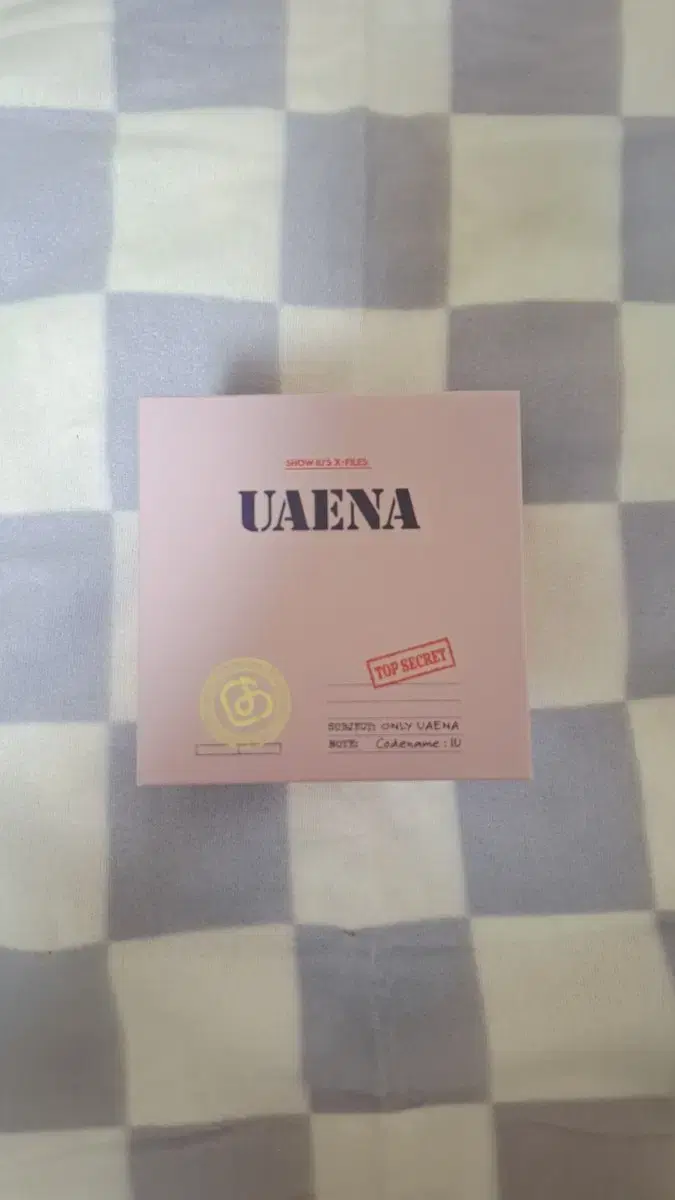 SHOW IU'S X-FILES
UAENA
TOP SECRET
SUBJECT: ONLY UAENA
NOTE: Codename : IU